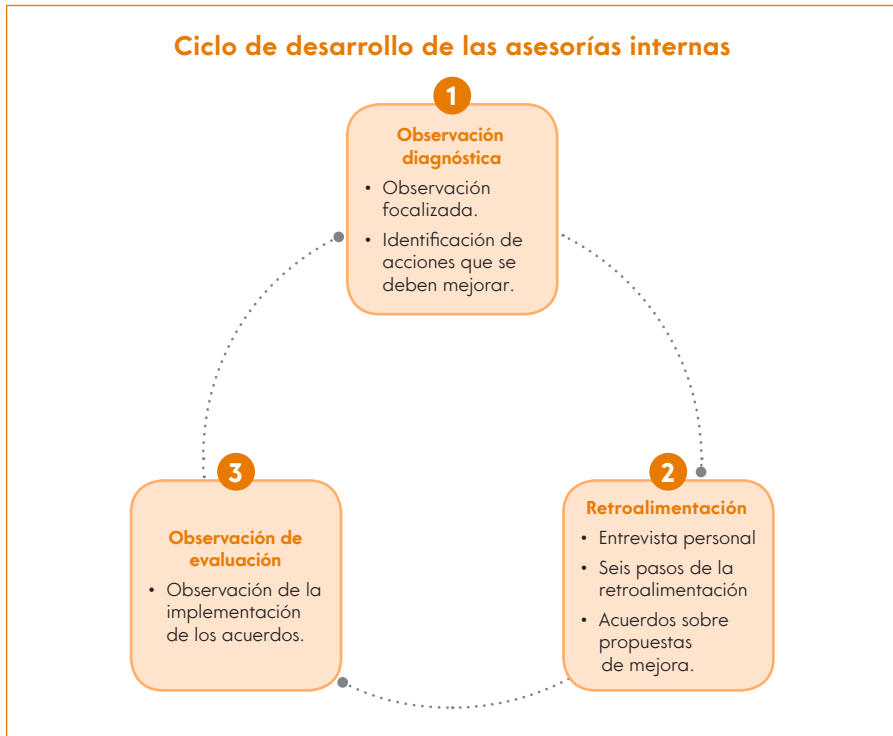 Ciclo de desarrollo de las asesorías internas
1
Observación
diagnóstica
• Observación
focalizada.
• Identificación de
acciones que se
deben mejorar.
2
Retroalimentación
• Entrevista personal
• Seis pasos de la
retroalimentación
• Acuerdos sobre
propuestas
de mejora.
3
Observación de
evaluación
• Observación de la
implementación
de los acuerdos.